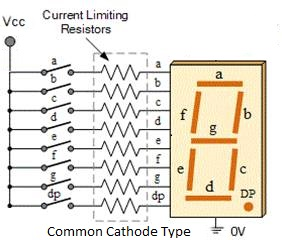 Current Limiting
Resistors
Vcc
a
b
c
d
e
f
g
dp
a
b
c
d
e
f
g
dp
a
f
b
g
e
c
d
DP
0V
Common Cathode Type